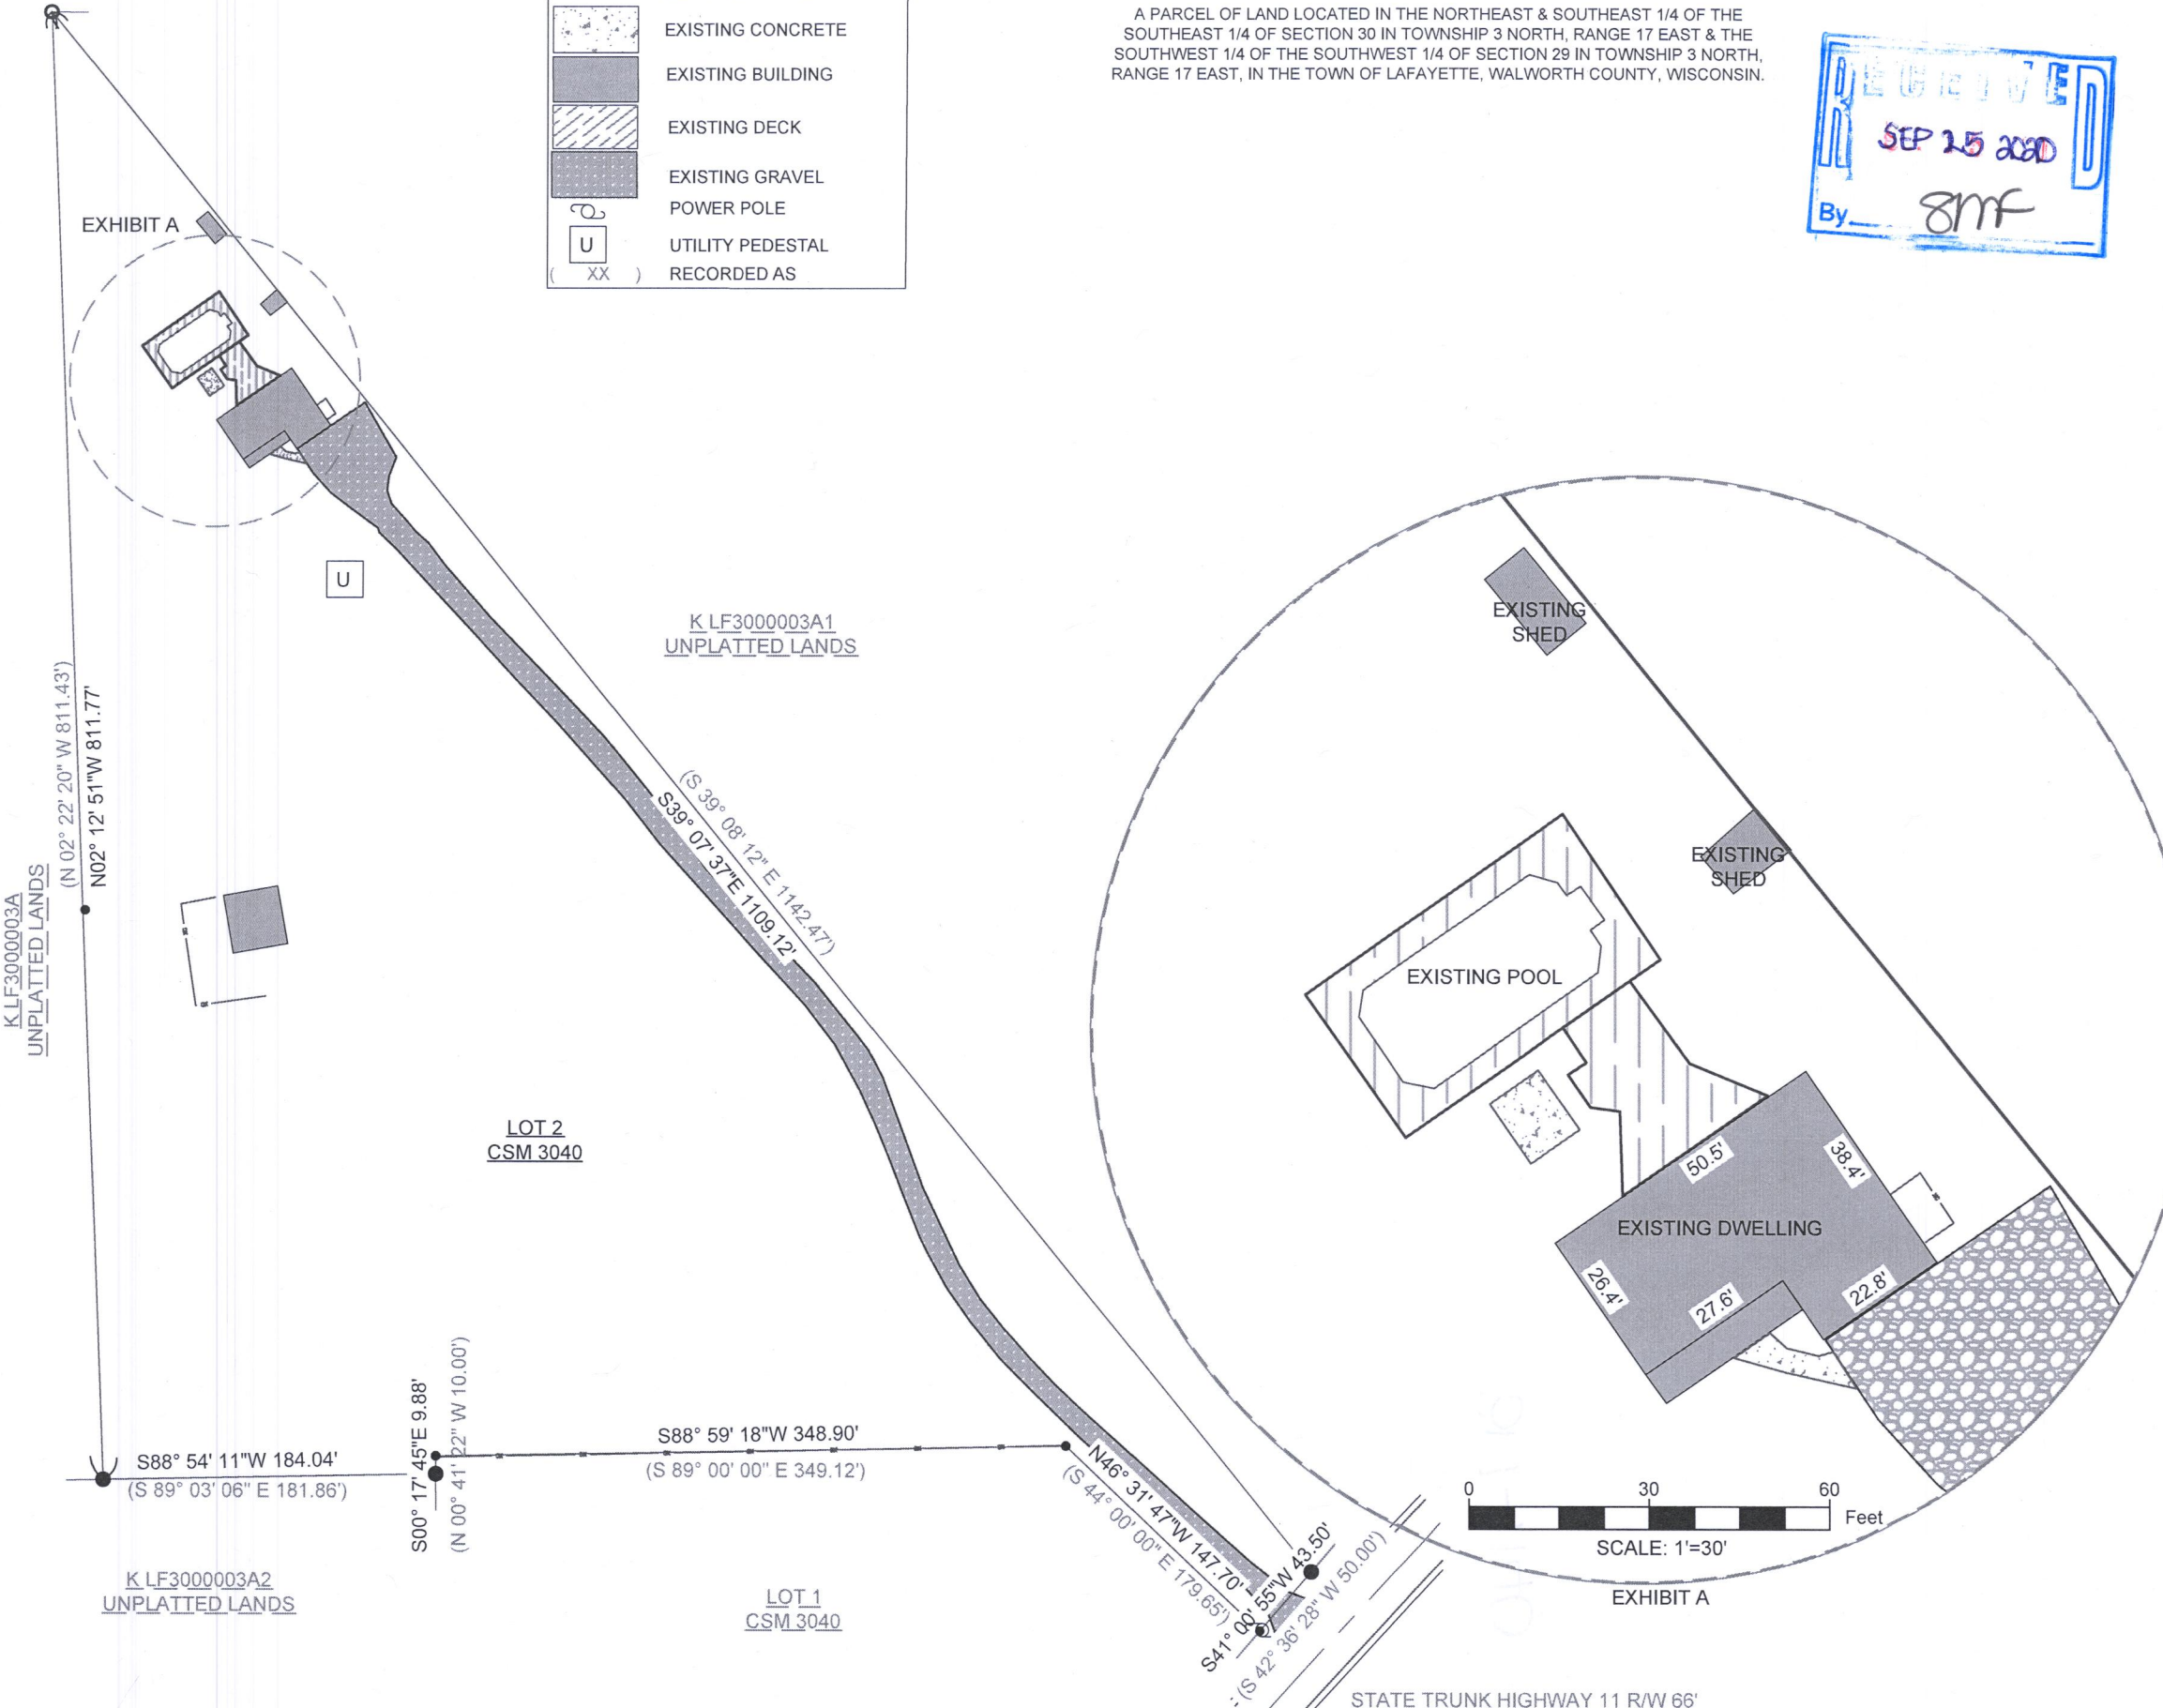 EXISTING CONCRETE
EXISTING BUILDING
EXISTING DECK
EXISTING GRAVEL
POWER POLE
U UTILITY PEDESTAL
( XX ) RECORDED AS
A PARCEL OF LAND LOCATED IN THE NORTHEAST & SOUTHEAST 1/4 OF THE
SOUTHEAST 1/4 OF SECTION 30 IN TOWNSHIP 3 NORTH, RANGE 17 EAST & THE
SOUTHWEST 1/4 OF THE SOUTHWEST 1/4 OF SECTION 29 IN TOWNSHIP 3 NORTH,
RANGE 17 EAST, IN THE TOWN OF LAFAYETTE, WALWORTH COUNTY, WISCONSIN.
RECEIVED
SEP 25 2020
By
EXHIBIT A
U
K LF3000003A1
UNPLATTED LANDS
(N 02° 22' 20" W 811.43')
N02° 12' 51"W 811.77'
K LF3000003A
UNPLATTED LANDS
(S 39° 08' 12" E 1142.47')
S39° 07' 37"E 1109.12'
LOT 2
CSM 3040
S88° 54' 11"W 184.04'
(S 89° 03' 06" E 181.86')
S00° 17' 45"E 9.88'
(N 00° 41' 22" W 10.00')
S88° 59' 18"W 348.90'
(S 89° 00' 00" E 349.12')
N46° 31' 47"W 147.70'
(S 44° 00' 00" E 179.65')
S41° 00' 55"W 43.50'
(S 42° 36' 28" W 50.00')
K LF3000003A2
UNPLATTED LANDS
LOT 1
CSM 3040
EXISTING
SHED
EXISTING
SHED
EXISTING POOL
50.5'
38.4'
EXISTING DWELLING
26.4'
27.6'
22.8'
0 30 60
Feet
SCALE: 1'=30'
EXHIBIT A
STATE TRUNK HIGHWAY 11 R/W 66'